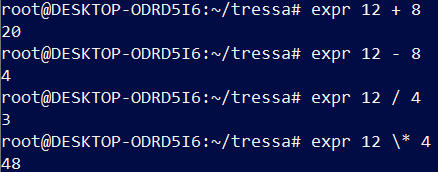 root@DESKTOP-ODRD5I6:~/tressa# expr 12 + 8
20
root@DESKTOP-ODRD5I6:~/tressa# expr 12 - 8
4
root@DESKTOP-ODRD5I6:~/tressa# expr 12 / 4
3
root@DESKTOP-ODRD5I6:~/tressa# expr 12 \* 4
48